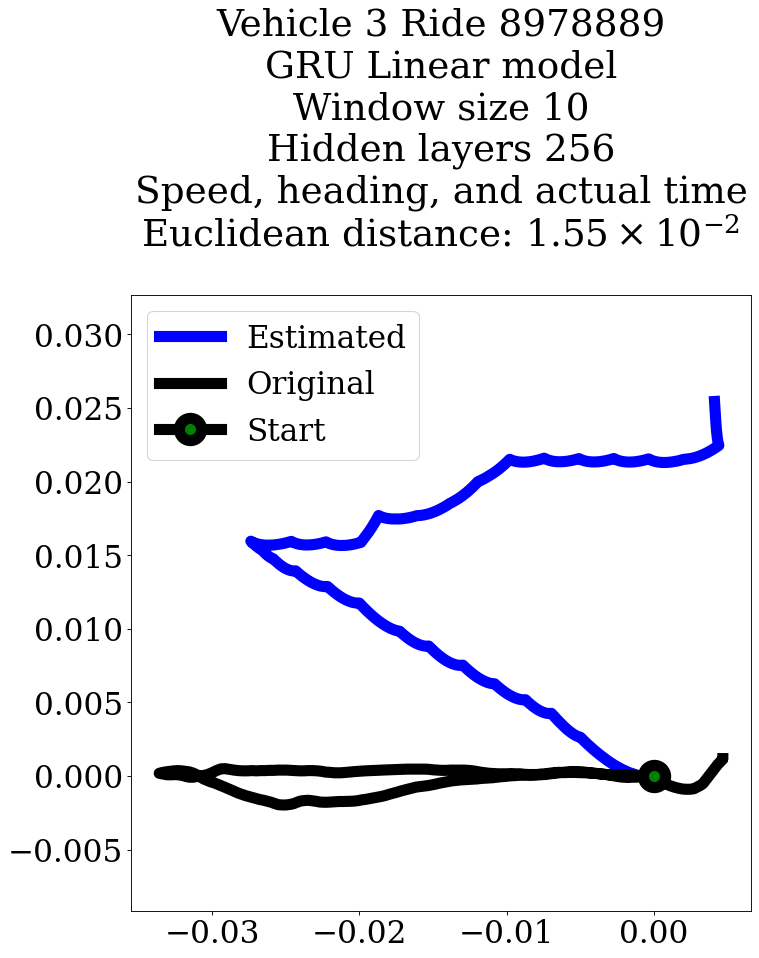 Vehicle 3 Ride 8978889
GRU Linear model
Window size 10
Hidden layers 256
Speed, heading, and actual time
Euclidean distance: 1.55 × 10⁻²
Estimated
Original
Start
0.030
0.025
0.020
0.015
0.010
0.005
0.000
−0.005
−0.03 −0.02 −0.01 0.00